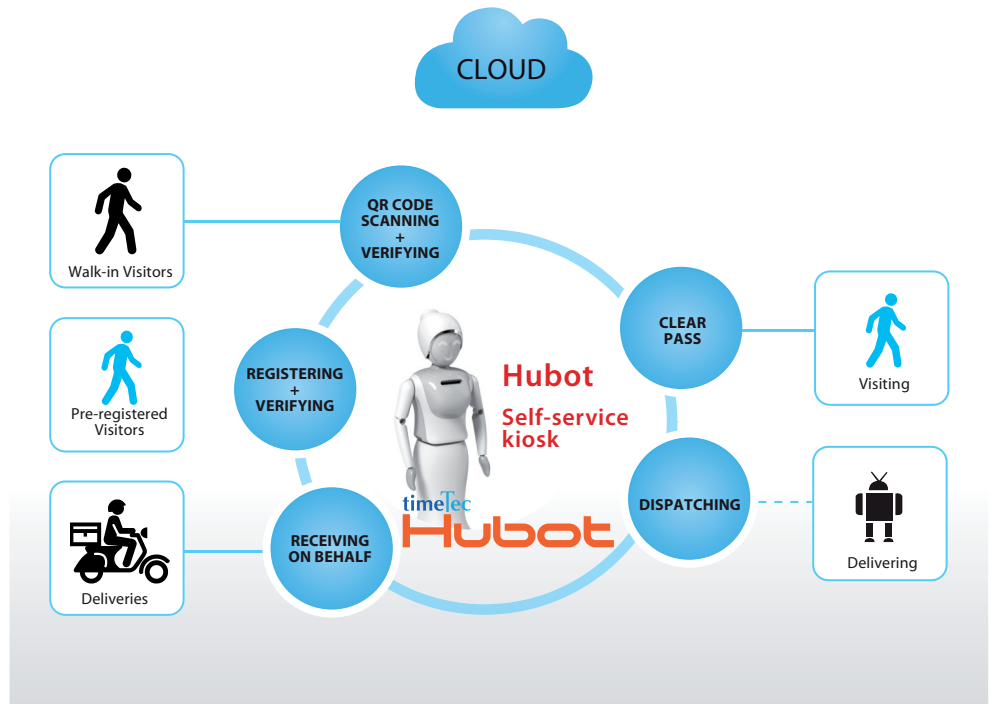 CLOUD
Walk-in Visitors
QR CODE
SCANNING
+
VERIFYING
CLEAR
PASS
Visiting
Pre-registered
Visitors
REGISTERING
+
VERIFYING
Hubot
Self-service
kiosk
timeTec
Hubot
Deliveries
RECEIVING
ON BEHALF
DISPATCHING
Delivering